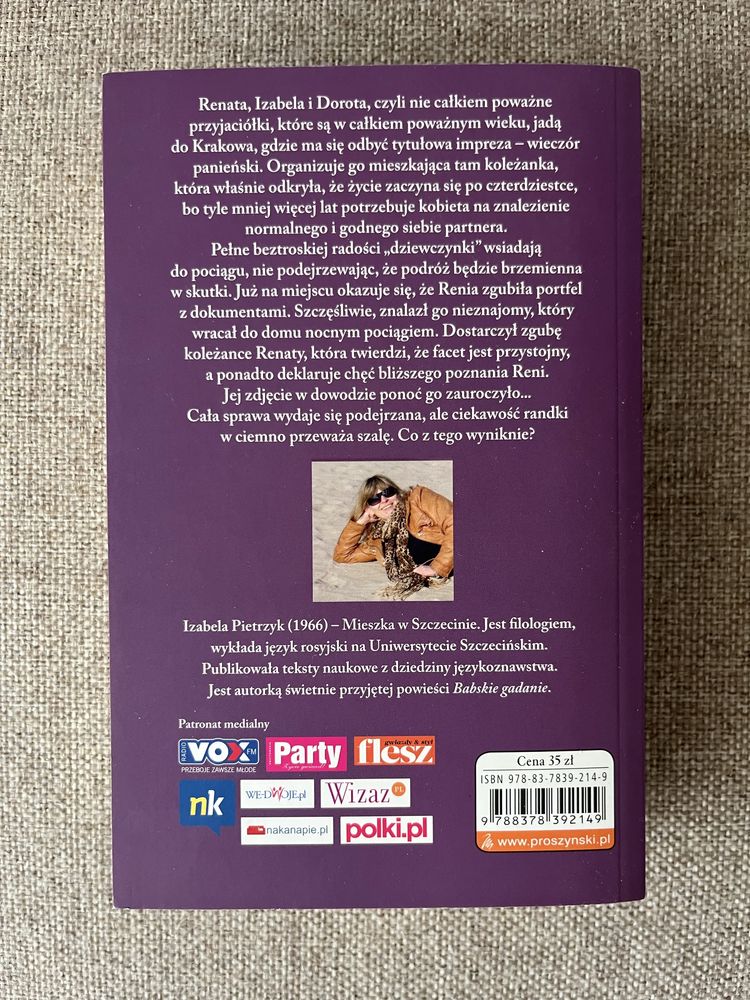 Renata, Izabela i Dorota, czyli nie całkiem poważne
przyjaciółki, które są w całkiem poważnym wieku, jadą
do Krakowa, gdzie ma się odbyć tytułowa impreza – wieczór
panieński. Organizuje go mieszkająca tam koleżanka,
która właśnie odkryła, że życie zaczyna się po czterdziestce,
bo tyle mniej więcej lat potrzebuje kobieta na znalezienie
normalnego i godnego siebie partnera.
Pełne beztroskiej radości „dziewczynki” wsiadają
do pociągu, nie podejrzewając, że podróż będzie brzemienna
w skutki. Już na miejscu okazuje się, że Renia zgubiła portfel
z dokumentami. Szczęśliwie, znalazł go nieznajomy, który
wracał do domu nocnym pociągiem. Dostarczył zgubę
koleżance Renaty, która twierdzi, że facet jest przystojny,
a ponadto deklaruje chęć bliższego poznania Reni.
Jej zdjęcie w dowodzie ponoć go zauroczyło...
Cała sprawa wydaje się podejrzana, ale ciekawość randki
w ciemno przeważa szalę. Co z tego wyniknie?
Izabela Pietrzyk (1966) – Mieszka w Szczecinie. Jest filologiem,
wykłada język rosyjski na Uniwersytecie Szczecińskim.
Publikowała teksty naukowe z dziedziny językoznawstwa.
Jest autorką świetnie przyjętej powieści Babskie gadanie.
Patronat medialny
RADIO VOX FM
PRZEBOJE ZAWSZE MŁODE
Party
gwiazdy & styl
flesz
nk
WE-DWOJE.pl
Wizaz PL
nakanapie.pl
polki.pl
Cena 35 zł
ISBN 978-83-7839-214-9
9 788378 392149
www.proszynski.pl